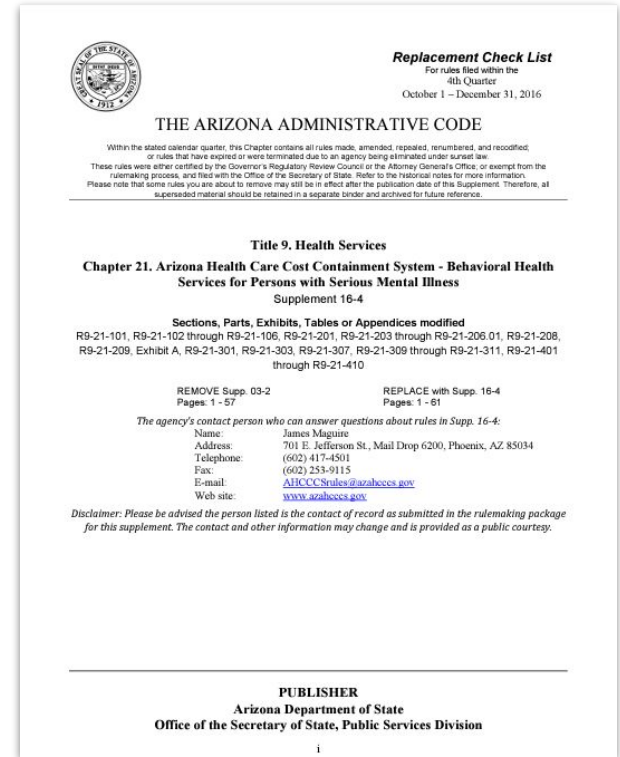 GREAT SEAL OF THE STATE OF ARIZONA
DITAT DEUS
1912
Replacement Check List
For rules filed within the
4th Quarter
October 1 – December 31, 2016
THE ARIZONA ADMINISTRATIVE CODE
Within the stated calendar quarter, this Chapter contains all rules made, amended, repealed, renumbered, and recodified;
or rules that have expired or were terminated due to an agency being eliminated under sunset law.
These rules were either certified by the Governor's Regulatory Review Council or the Attorney General's Office; or exempt from the
rulemaking process, and filed with the Office of the Secretary of State. Refer to the historical notes for more information.
Please note that some rules you are about to remove may still be in effect after the publication date of this Supplement. Therefore, all
superseded material should be retained in a separate binder and archived for future reference.
Title 9. Health Services
Chapter 21. Arizona Health Care Cost Containment System - Behavioral Health
Services for Persons with Serious Mental Illness
Supplement 16-4
Sections, Parts, Exhibits, Tables or Appendices modified
R9-21-101, R9-21-102 through R9-21-106, R9-21-201, R9-21-203 through R9-21-206.01, R9-21-208,
R9-21-209, Exhibit A, R9-21-301, R9-21-303, R9-21-307, R9-21-309 through R9-21-311, R9-21-401
through R9-21-410
REMOVE Supp. 03-2 REPLACE with Supp. 16-4
Pages: 1 - 57 Pages: 1 - 61
The agency's contact person who can answer questions about rules in Supp. 16-4:
Name: James Maguire
Address: 701 E. Jefferson St., Mail Drop 6200, Phoenix, AZ 85034
Telephone: (602) 417-4501
Fax: (602) 253-9115
E-mail: AHCCCSrules@azahcccs.gov
Web site: www.azahcccs.gov
Disclaimer: Please be advised the person listed is the contact of record as submitted in the rulemaking package
for this supplement. The contact and other information may change and is provided as a public courtesy.
PUBLISHER
Arizona Department of State
Office of the Secretary of State, Public Services Division
i